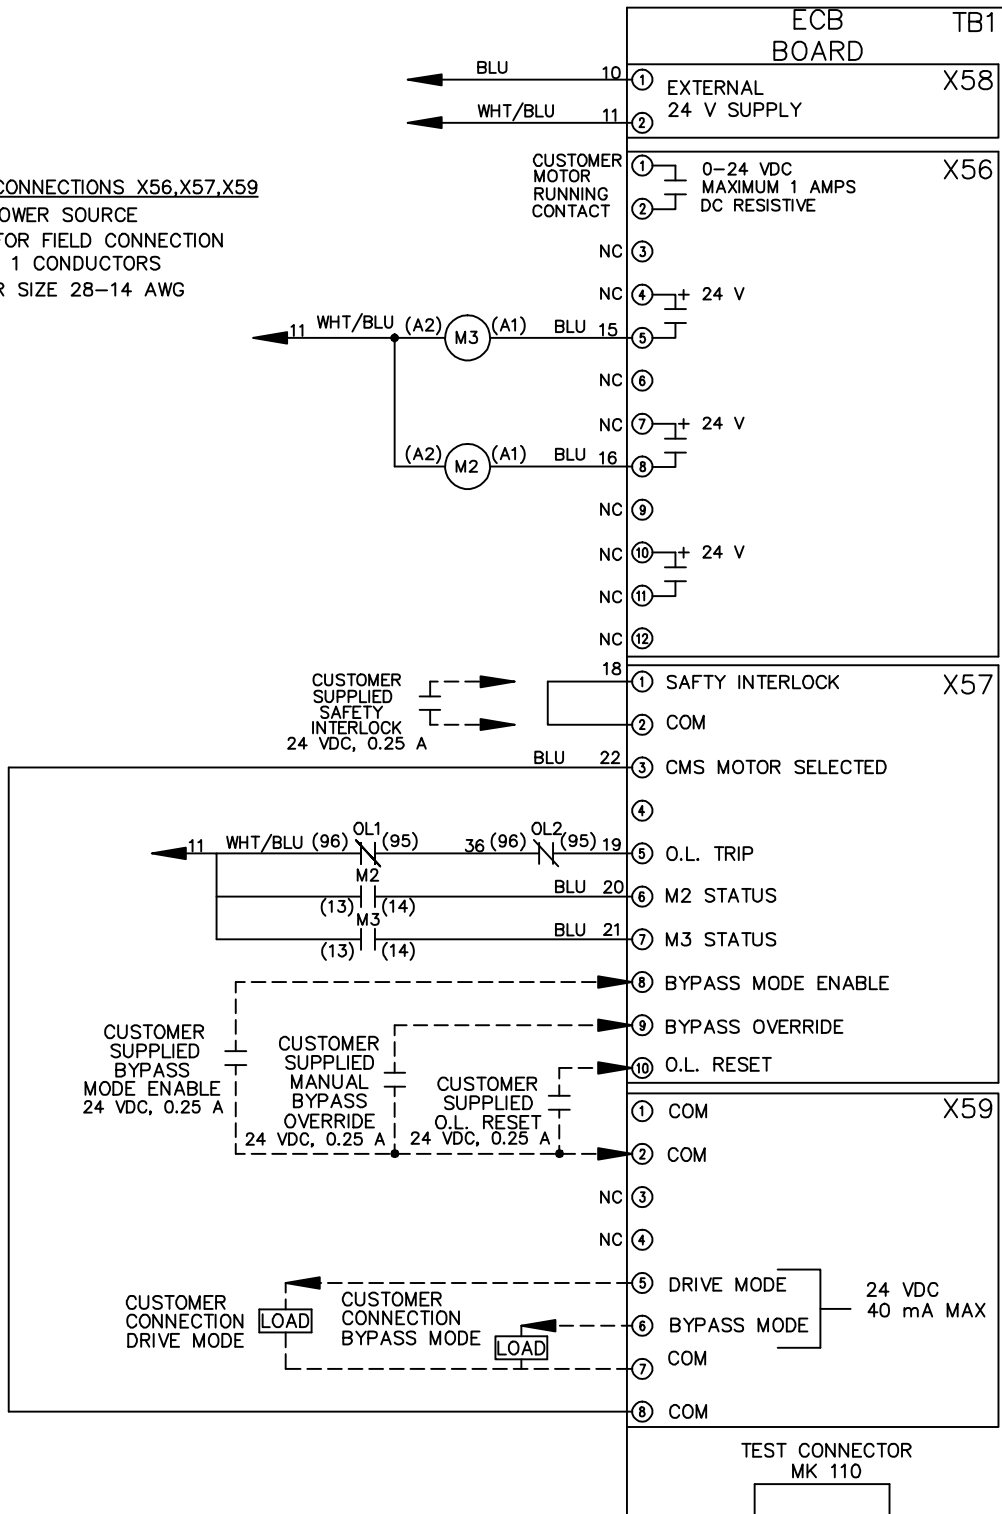 ECB TB1
BOARD
BLU 10 1 EXTERNAL X58
WHT/BLU 11 2 24 V SUPPLY
CONNECTIONS X56,X57,X59
OWER SOURCE
FOR FIELD CONNECTION
1 CONDUCTORS
R SIZE 28-14 AWG
CUSTOMER
MOTOR
RUNNING
CONTACT
1
2
0-24 VDC
MAXIMUM 1 AMPS
DC RESISTIVE
X56
NC 3
NC 4 + 24 V
11 WHT/BLU (A2) M3 (A1) BLU 15 5
NC 6
NC 7 + 24 V
(A2) M2 (A1) BLU 16 8
NC 9
NC 10 + 24 V
NC 11
NC 12
CUSTOMER
SUPPLIED
SAFETY
INTERLOCK
24 VDC, 0.25 A
18 1 SAFTY INTERLOCK X57
2 COM
BLU 22 3 CMS MOTOR SELECTED
4
11 WHT/BLU (96) OL1 (95) 36 (96) OL2 (95) 19 5 O.L. TRIP
M2
(13) (14) BLU 20 6 M2 STATUS
M3
(13) (14) BLU 21 7 M3 STATUS
8 BYPASS MODE ENABLE
9 BYPASS OVERRIDE
10 O.L. RESET
CUSTOMER
SUPPLIED
BYPASS
MODE ENABLE
24 VDC, 0.25 A
CUSTOMER
SUPPLIED
MANUAL
BYPASS
OVERRIDE
24 VDC, 0.25 A
CUSTOMER
SUPPLIED
O.L. RESET
24 VDC, 0.25 A
1 COM X59
2 COM
NC 3
NC 4
5 DRIVE MODE
6 BYPASS MODE
24 VDC
40 mA MAX
7 COM
8 COM
CUSTOMER
CONNECTION
DRIVE MODE
LOAD
CUSTOMER
CONNECTION
BYPASS MODE
LOAD
TEST CONNECTOR
MK 110